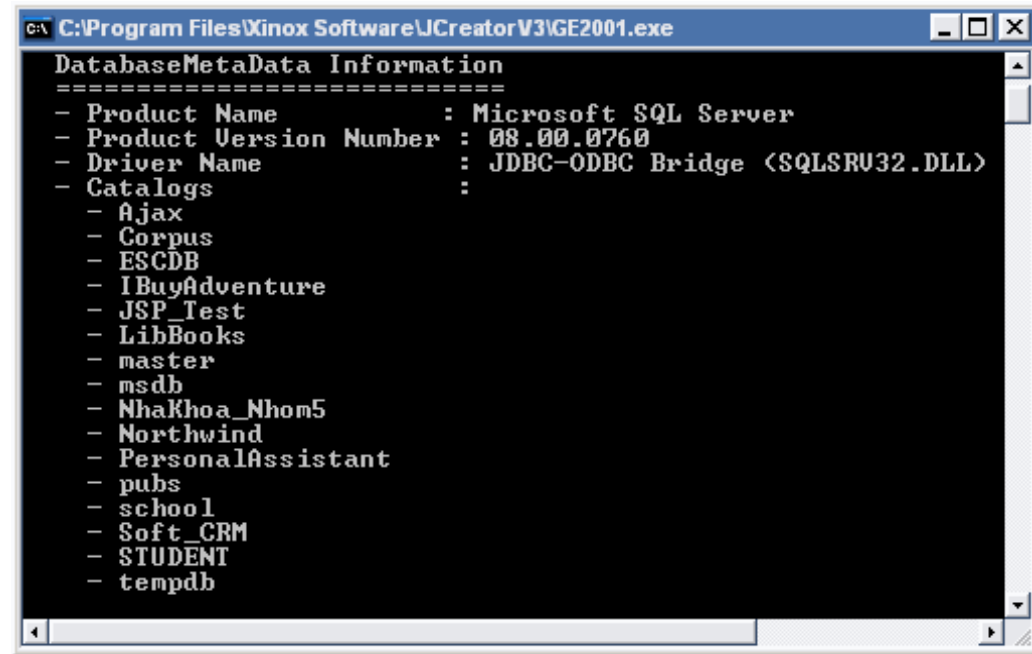 C:\Program Files\Xinox Software\JCreatorV3\GE2001.exe
DatabaseMetaData Information
============================
- Product Name : Microsoft SQL Server
- Product Version Number : 08.00.0760
- Driver Name : JDBC-ODBC Bridge (SQLSRV32.DLL)
- Catalogs :
- Ajax
- Corpus
- ESCDB
- IBuyAdventure
- JSP_Test
- LibBooks
- master
- msdb
- NhaKhoa_Nhom5
- Northwind
- PersonalAssistant
- pubs
- school
- Soft_CRM
- STUDENT
- tempdb